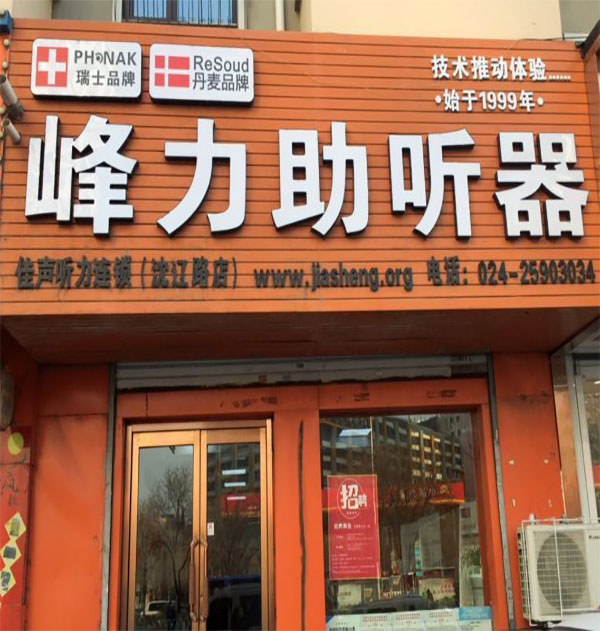 PHONAK
瑞士品牌
ReSoud
丹麦品牌
技术推动体验......
·始于1999年·
峰力助听器
佳声听力连锁（沈辽路店） www.jiasheng.org 电话：024-25903034
招聘